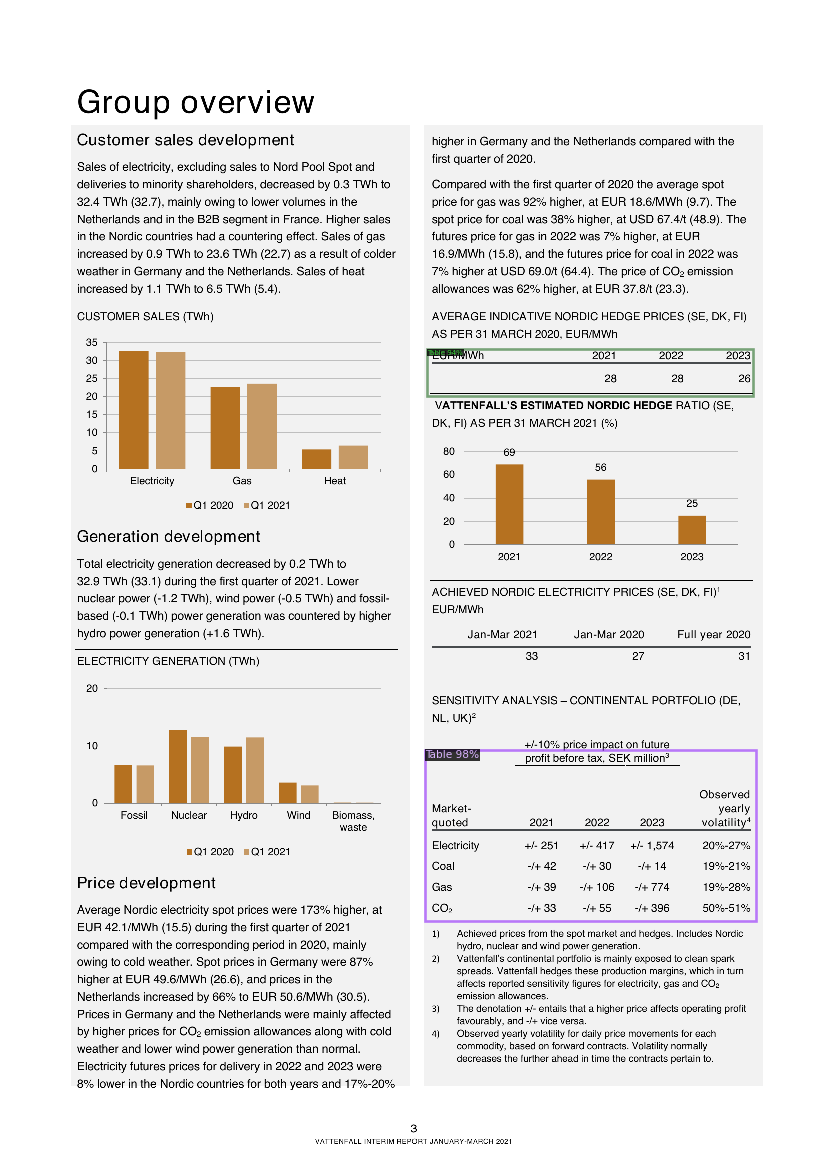 Group overview
Customer sales development
Sales of electricity, excluding sales to Nord Pool Spot and
deliveries to minority shareholders, decreased by 0.3 TWh to
32.4 TWh (32.7), mainly owing to lower volumes in the
Netherlands and in the B2B segment in France. Higher sales
in the Nordic countries had a countering effect. Sales of gas
increased by 0.9 TWh to 23.6 TWh (22.7) as a result of colder
weather in Germany and the Netherlands. Sales of heat
increased by 1.1 TWh to 6.5 TWh (5.4).
CUSTOMER SALES (TWh)
35
30
25
20
15
10
5
0
Electricity Gas Heat
Q1 2020 Q1 2021
Generation development
Total electricity generation decreased by 0.2 TWh to
32.9 TWh (33.1) during the first quarter of 2021. Lower
nuclear power (-1.2 TWh), wind power (-0.5 TWh) and fossil-
based (-0.1 TWh) power generation was countered by higher
hydro power generation (+1.6 TWh).
ELECTRICITY GENERATION (TWh)
20
10
0
Fossil Nuclear Hydro Wind Biomass,
waste
Q1 2020 Q1 2021
Price development
Average Nordic electricity spot prices were 173% higher, at
EUR 42.1/MWh (15.5) during the first quarter of 2021
compared with the corresponding period in 2020, mainly
owing to cold weather. Spot prices in Germany were 87%
higher at EUR 49.6/MWh (26.6), and prices in the
Netherlands increased by 66% to EUR 50.6/MWh (30.5).
Prices in Germany and the Netherlands were mainly affected
by higher prices for CO₂ emission allowances along with cold
weather and lower wind power generation than normal.
Electricity futures prices for delivery in 2022 and 2023 were
8% lower in the Nordic countries for both years and 17%-20%
higher in Germany and the Netherlands compared with the
first quarter of 2020.
Compared with the first quarter of 2020 the average spot
price for gas was 92% higher, at EUR 18.6/MWh (9.7). The
spot price for coal was 38% higher, at USD 67.4/t (48.9). The
futures price for gas in 2022 was 7% higher, at EUR
16.9/MWh (15.8), and the futures price for coal in 2022 was
7% higher at USD 69.0/t (64.4). The price of CO₂ emission
allowances was 62% higher, at EUR 37.8/t (23.3).
AVERAGE INDICATIVE NORDIC HEDGE PRICES (SE, DK, FI)
AS PER 31 MARCH 2020, EUR/MWh
EUR/MWh 2021 2022 2023
28 28 26
VATTENFALL'S ESTIMATED NORDIC HEDGE RATIO (SE,
DK, FI) AS PER 31 MARCH 2021 (%)
80
60
40
20
0
69
56
25
2021 2022 2023
ACHIEVED NORDIC ELECTRICITY PRICES (SE, DK, FI)¹
EUR/MWh
Jan-Mar 2021 Jan-Mar 2020 Full year 2020
33 27 31
SENSITIVITY ANALYSIS – CONTINENTAL PORTFOLIO (DE,
NL, UK)²
+/-10% price impact on future
Table 98%
profit before tax, SEK million³
Market-
quoted 2021 2022 2023 Observed
yearly
volatility⁴
Electricity +/- 251 +/- 417 +/- 1,574 20%-27%
Coal -/+ 42 -/+ 30 -/+ 14 19%-21%
Gas -/+ 39 -/+ 106 -/+ 774 19%-28%
CO₂ -/+ 33 -/+ 55 -/+ 396 50%-51%
1) Achieved prices from the spot market and hedges. Includes Nordic
hydro, nuclear and wind power generation.
2) Vattenfall's continental portfolio is mainly exposed to clean spark
spreads. Vattenfall hedges these production margins, which in turn
affects reported sensitivity figures for electricity, gas and CO₂
emission allowances.
3) The denotation +/- entails that a higher price affects operating profit
favourably, and -/+ vice versa.
4) Observed yearly volatility for daily price movements for each
commodity, based on forward contracts. Volatility normally
decreases the further ahead in time the contracts pertain to.
3
VATTENFALL INTERIM REPORT JANUARY-MARCH 2021